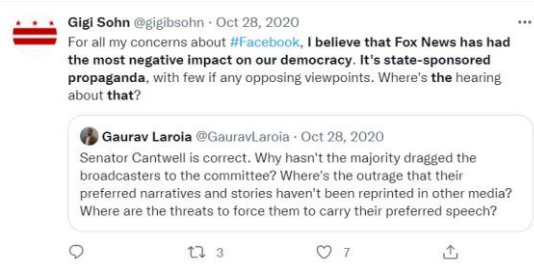 Gigi Sohn @gigibsohn · Oct 28, 2020
For all my concerns about #Facebook, I believe that Fox News has had
the most negative impact on our democracy. It's state-sponsored
propaganda, with few if any opposing viewpoints. Where's the hearing
about that?
Gaurav Laroia @GauravLaroia · Oct 28, 2020
Senator Cantwell is correct. Why hasn't the majority dragged the
broadcasters to the committee? Where's the outrage that their
preferred narratives and stories haven't been reprinted in other media?
Where are the threats to force them to carry their preferred speech?
3 7